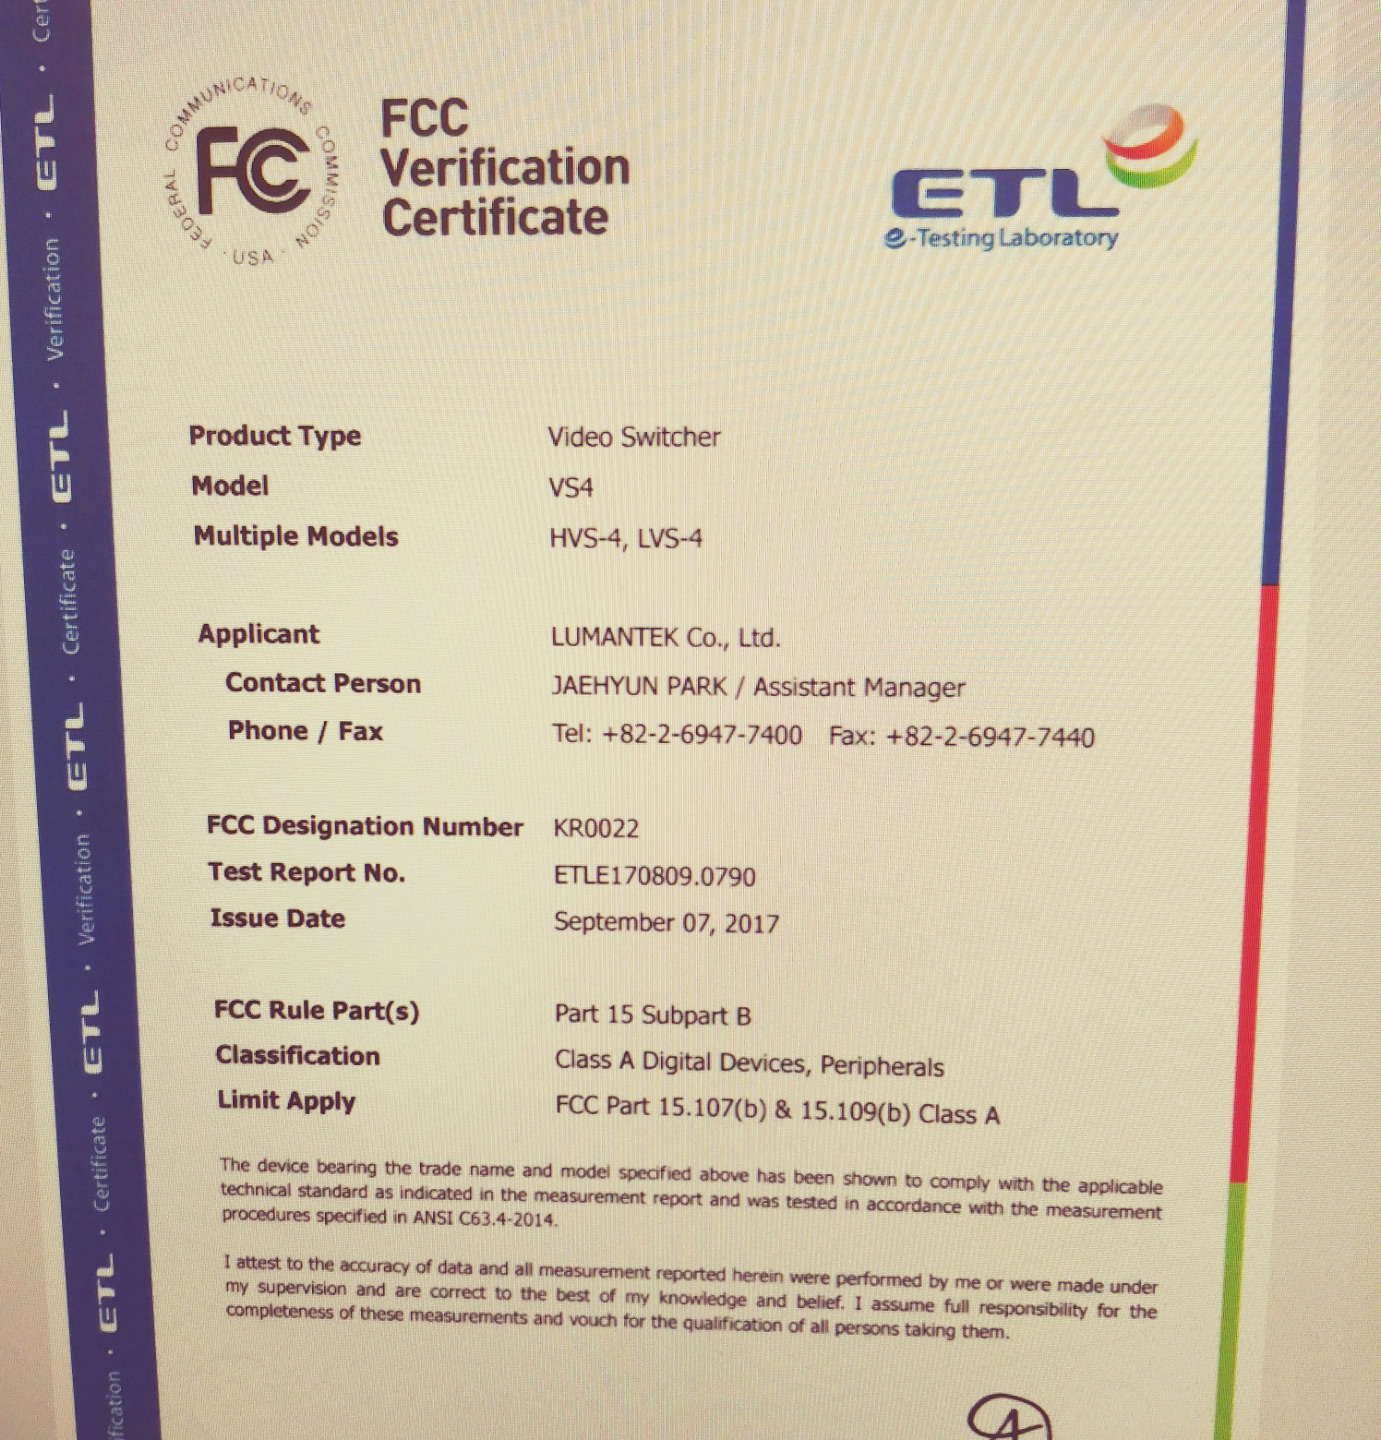 FEDERAL COMMUNICATIONS COMMISSION · USA ·
FC
FCC
Verification
Certificate
ETL
e-Testing Laboratory
Product Type Video Switcher
Model VS4
Multiple Models HVS-4, LVS-4
Applicant LUMANTEK Co., Ltd.
Contact Person JAEHYUN PARK / Assistant Manager
Phone / Fax Tel: +82-2-6947-7400 Fax: +82-2-6947-7440
FCC Designation Number KR0022
Test Report No. ETLE170809.0790
Issue Date September 07, 2017
FCC Rule Part(s) Part 15 Subpart B
Classification Class A Digital Devices, Peripherals
Limit Apply FCC Part 15.107(b) & 15.109(b) Class A
The device bearing the trade name and model specified above has been shown to comply with the applicable
technical standard as indicated in the measurement report and was tested in accordance with the measurement
procedures specified in ANSI C63.4-2014.
I attest to the accuracy of data and all measurement reported herein were performed by me or were made under
my supervision and are correct to the best of my knowledge and belief. I assume full responsibility for the
completeness of these measurements and vouch for the qualification of all persons taking them.
ification · ETL · Certificate · ETL · Verification · ETL · Certificate · ETL · Verification · ETL · Cert